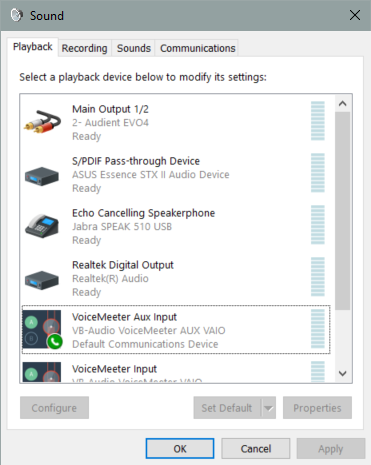 Sound
Playback Recording Sounds Communications
Select a playback device below to modify its settings:
Main Output 1/2
2- Audient EVO4
Ready
S/PDIF Pass-through Device
ASUS Essence STX II Audio Device
Ready
Echo Cancelling Speakerphone
Jabra SPEAK 510 USB
Ready
Realtek Digital Output
Realtek(R) Audio
Ready
VoiceMeeter Aux Input
VB-Audio VoiceMeeter AUX VAIO
Default Communications Device
VoiceMeeter Input
VB-Audio VoiceMeeter VAIO
Configure Set Default Properties
OK Cancel Apply